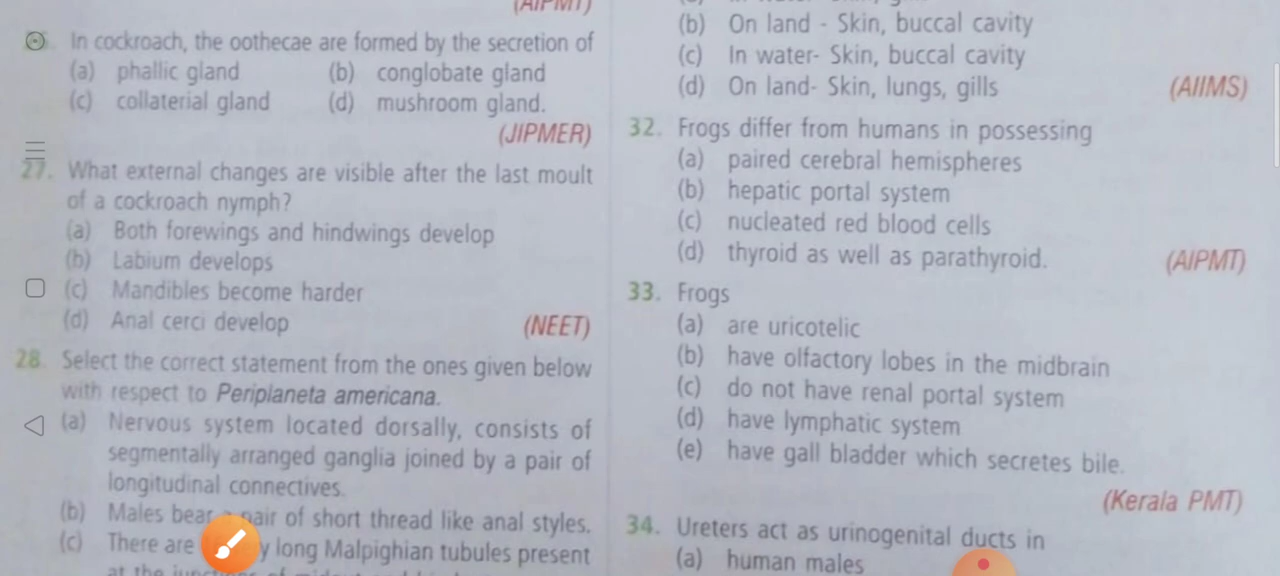 (AIPMT)
In cockroach, the oothecae are formed by the secretion of
(a) phallic gland (b) conglobate gland
(c) collaterial gland (d) mushroom gland.
(JIPMER)
27. What external changes are visible after the last moult
of a cockroach nymph?
(a) Both forewings and hindwings develop
(b) Labium develops
(c) Mandibles become harder
(d) Anal cerci develop (NEET)
28. Select the correct statement from the ones given below
with respect to Periplaneta americana.
(a) Nervous system located dorsally, consists of
segmentally arranged ganglia joined by a pair of
longitudinal connectives.
(b) Males bear pair of short thread like anal styles.
(c) There are long Malpighian tubules present
at the
(b) On land - Skin, buccal cavity
(c) In water- Skin, buccal cavity
(d) On land- Skin, lungs, gills (AIIMS)
32. Frogs differ from humans in possessing
(a) paired cerebral hemispheres
(b) hepatic portal system
(c) nucleated red blood cells
(d) thyroid as well as parathyroid. (AIPMT)
33. Frogs
(a) are uricotelic
(b) have olfactory lobes in the midbrain
(c) do not have renal portal system
(d) have lymphatic system
(e) have gall bladder which secretes bile.
(Kerala PMT)
34. Ureters act as urinogenital ducts in
(a) human males